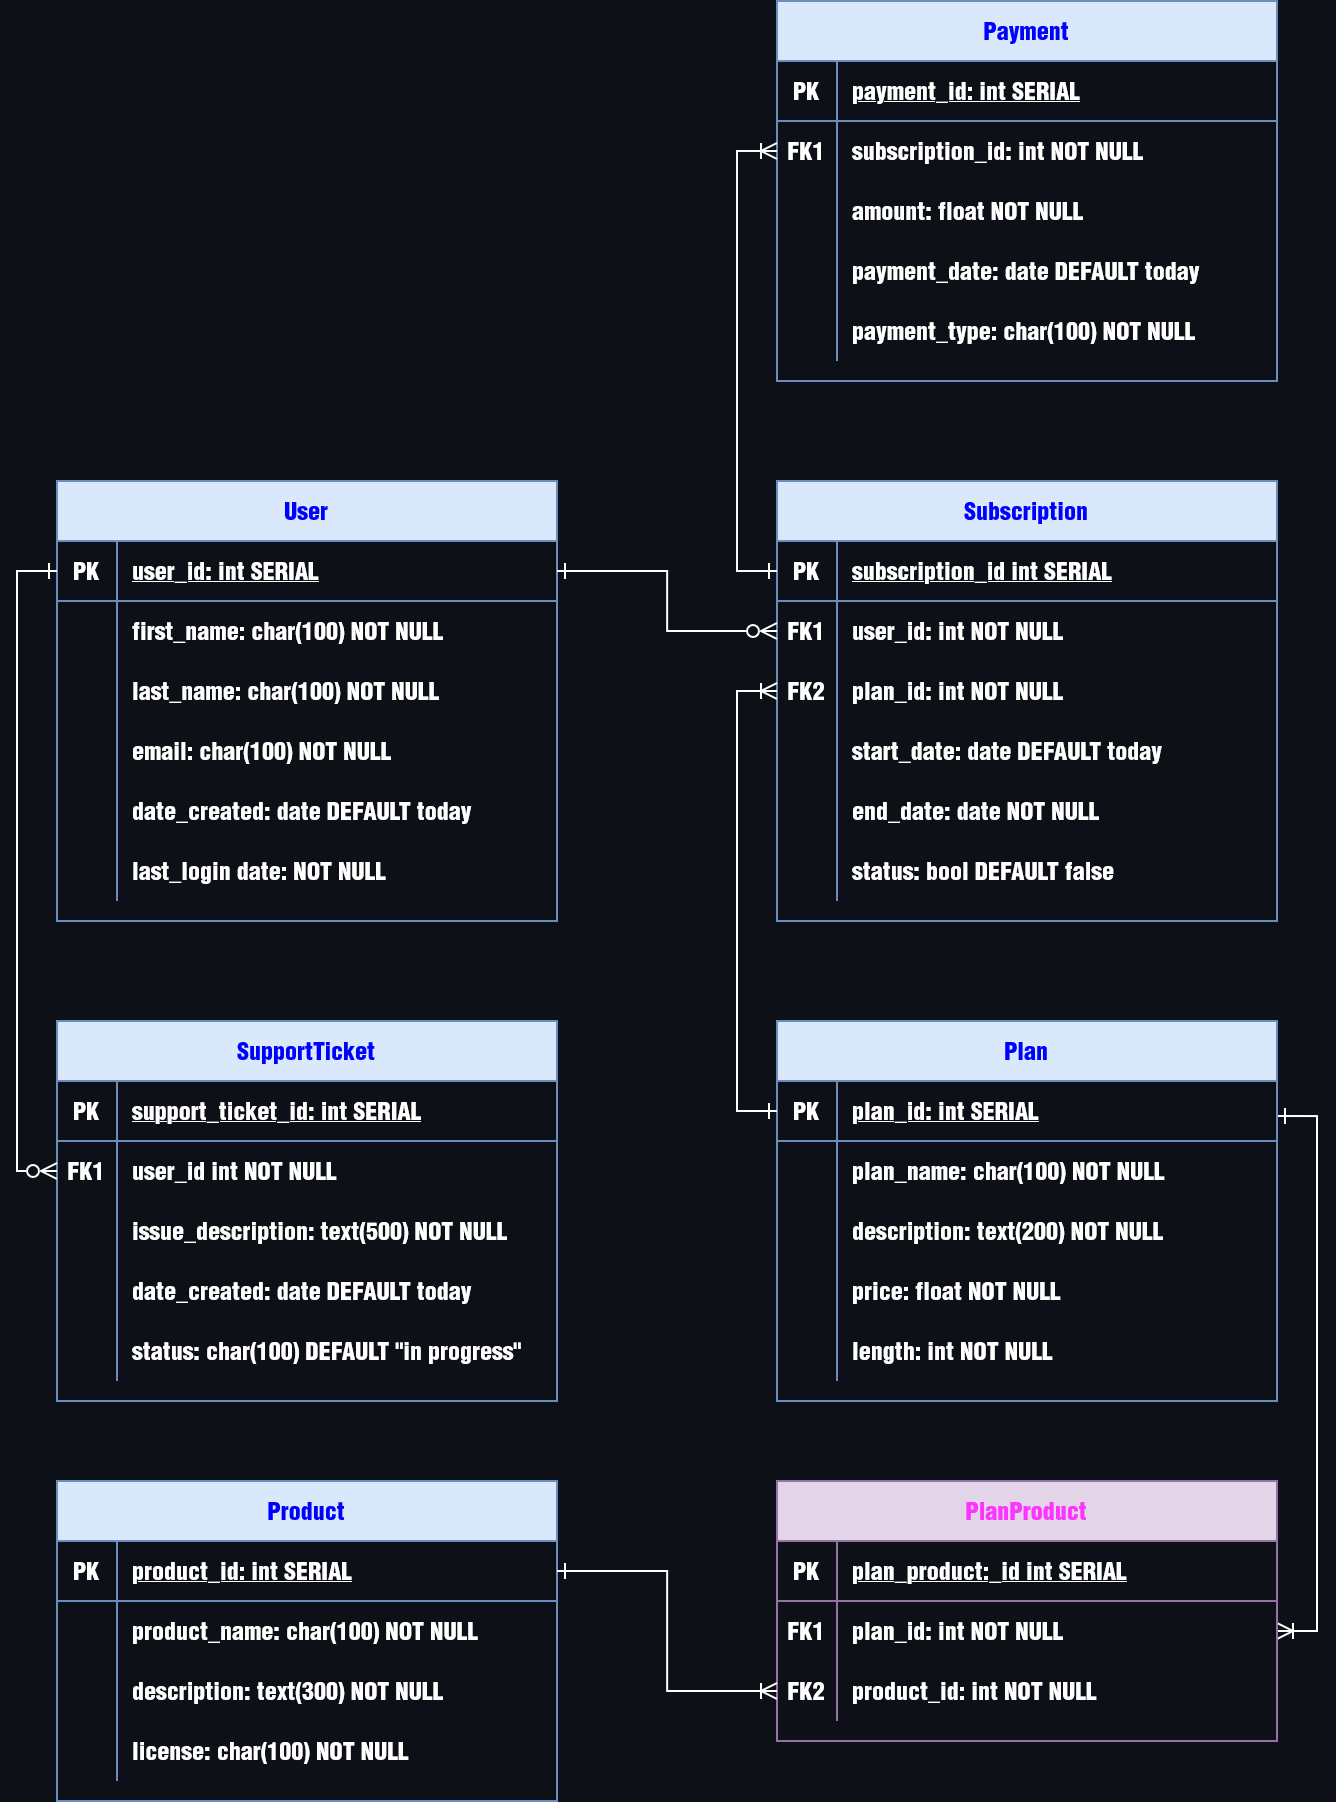 Payment
PK payment_id: int SERIAL
FK1 subscription_id: int NOT NULL
amount: float NOT NULL
payment_date: date DEFAULT today
payment_type: char(100) NOT NULL
User
PK user_id: int SERIAL
first_name: char(100) NOT NULL
last_name: char(100) NOT NULL
email: char(100) NOT NULL
date_created: date DEFAULT today
last_login date: NOT NULL
Subscription
PK subscription_id int SERIAL
FK1 user_id: int NOT NULL
FK2 plan_id: int NOT NULL
start_date: date DEFAULT today
end_date: date NOT NULL
status: bool DEFAULT false
SupportTicket
PK support_ticket_id: int SERIAL
FK1 user_id int NOT NULL
issue_description: text(500) NOT NULL
date_created: date DEFAULT today
status: char(100) DEFAULT "in progress"
Plan
PK plan_id: int SERIAL
plan_name: char(100) NOT NULL
description: text(200) NOT NULL
price: float NOT NULL
length: int NOT NULL
Product
PK product_id: int SERIAL
product_name: char(100) NOT NULL
description: text(300) NOT NULL
license: char(100) NOT NULL
PlanProduct
PK plan_product:_id int SERIAL
FK1 plan_id: int NOT NULL
FK2 product_id: int NOT NULL